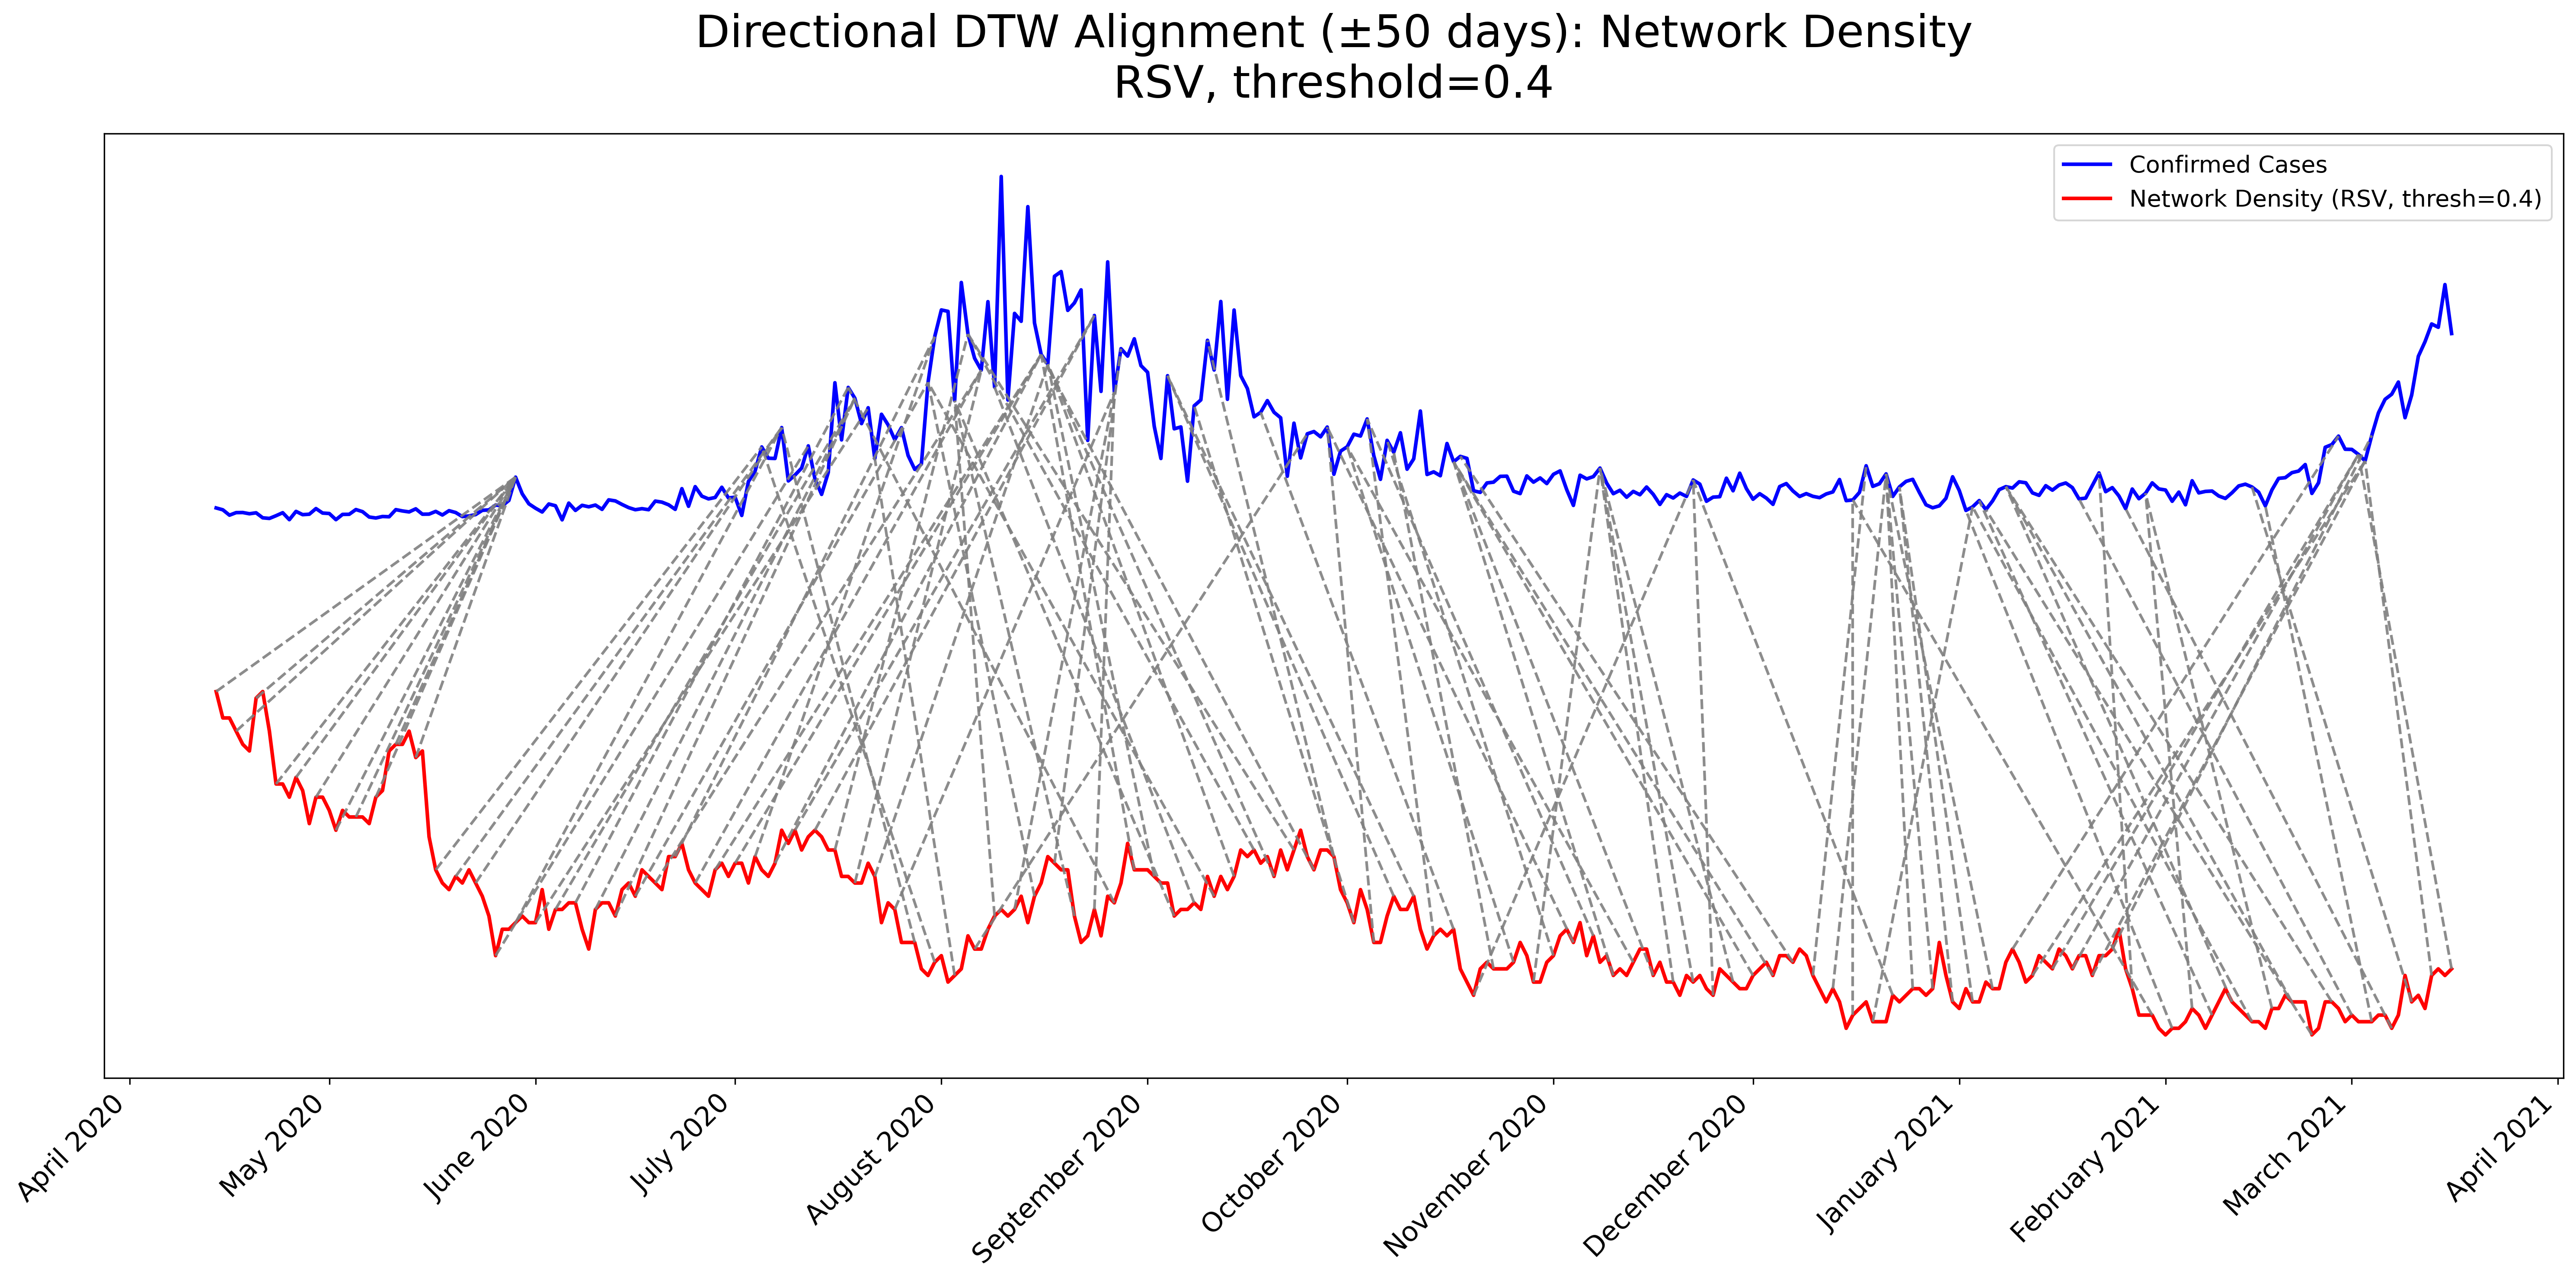 Directional DTW Alignment (±50 days): Network Density
RSV, threshold=0.4
Confirmed Cases
Network Density (RSV, thresh=0.4)
April 2020
May 2020
June 2020
July 2020
August 2020
September 2020
October 2020
November 2020
December 2020
January 2021
February 2021
March 2021
April 2021